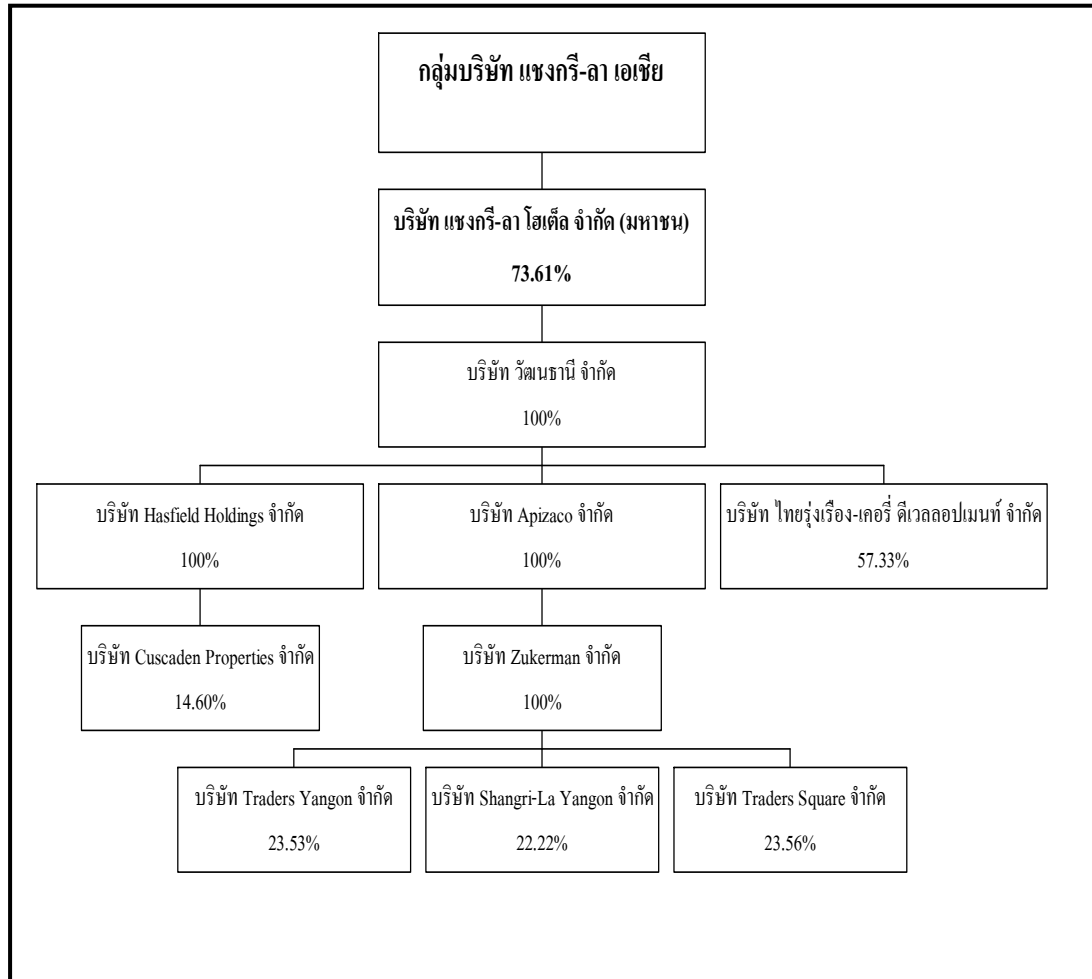 กลุ่มบริษัท แชงกรี-ลา เอเชีย
บริษัท แชงกรี-ลา โฮเต็ล จำกัด (มหาชน)
73.61%
บริษัท วัฒนธานี จำกัด
100%
บริษัท Hasfield Holdings จำกัด
100%
บริษัท Apizaco จำกัด
100%
บริษัท ไทยรุ่งเรือง-เคอรี่ ดีเวลลอปเมนท์ จำกัด
57.33%
บริษัท Cuscaden Properties จำกัด
14.60%
บริษัท Zukerman จำกัด
100%
บริษัท Traders Yangon จำกัด
23.53%
บริษัท Shangri-La Yangon จำกัด
22.22%
บริษัท Traders Square จำกัด
23.56%